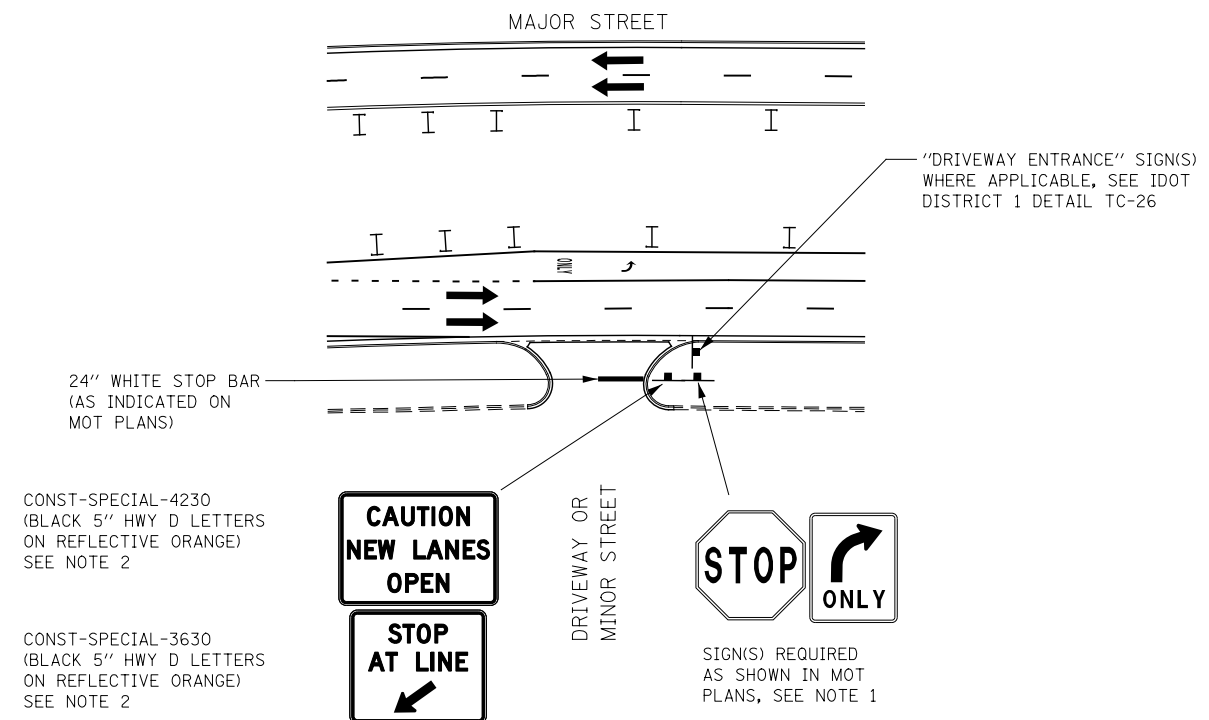 MAJOR STREET
"DRIVEWAY ENTRANCE" SIGN(S)
WHERE APPLICABLE, SEE IDOT
DISTRICT 1 DETAIL TC-26
ONLY
24" WHITE STOP BAR
(AS INDICATED ON
MOT PLANS)
CONST-SPECIAL-4230
(BLACK 5" HWY D LETTERS
ON REFLECTIVE ORANGE)
SEE NOTE 2
CAUTION
NEW LANES
OPEN
CONST-SPECIAL-3630
(BLACK 5" HWY D LETTERS
ON REFLECTIVE ORANGE)
SEE NOTE 2
STOP
AT LINE
DRIVEWAY OR
MINOR STREET
STOP
ONLY
SIGN(S) REQUIRED
AS SHOWN IN MOT
PLANS, SEE NOTE 1